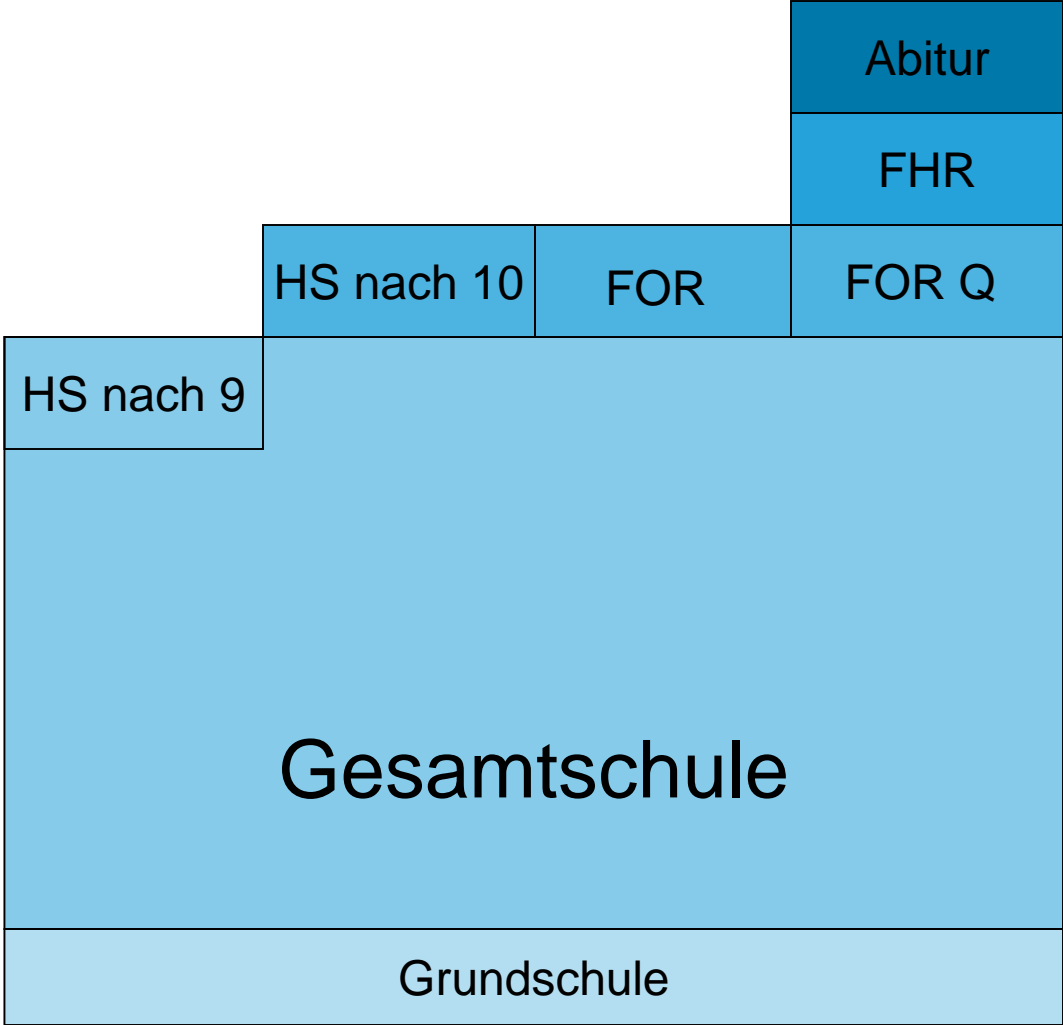 Abitur
FHR
HS nach 10
FOR
FOR Q
HS nach 9
Gesamtschule
Grundschule